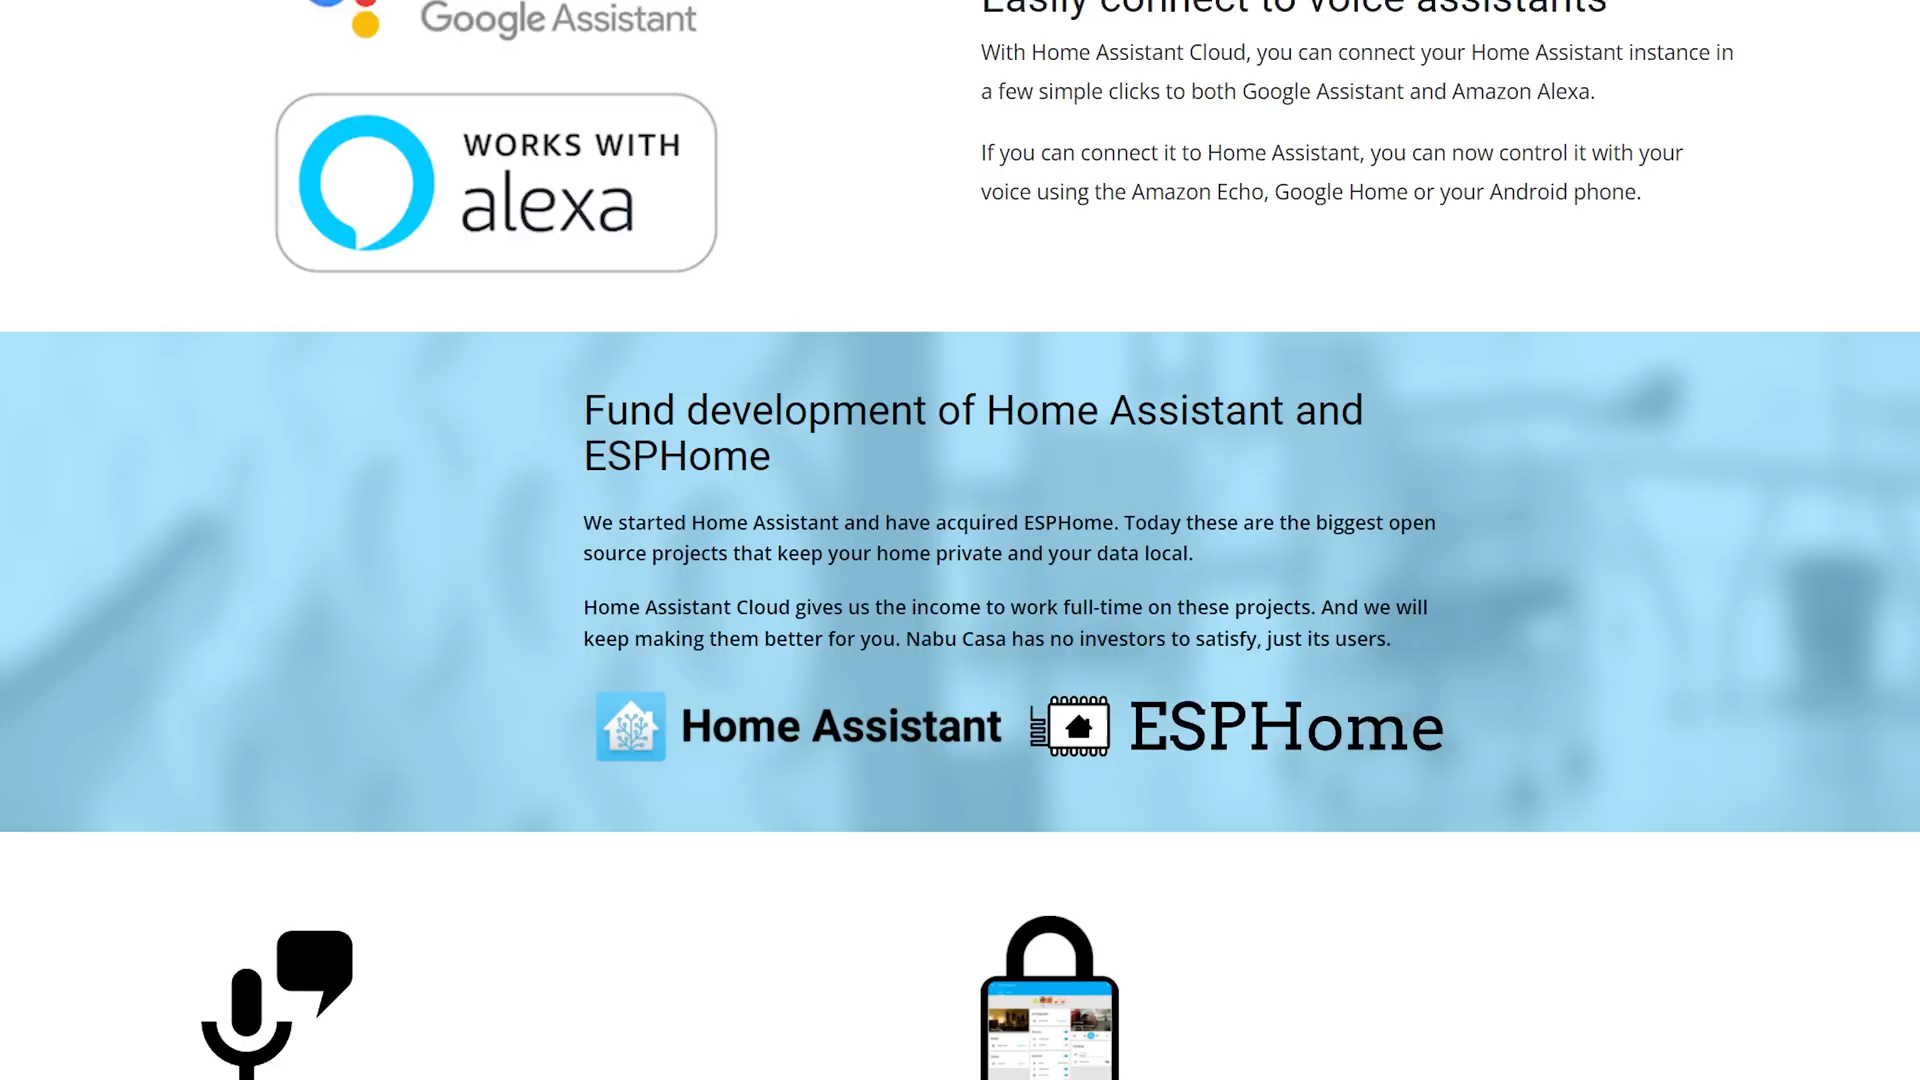 Google Assistant
Easily connect to voice assistants
With Home Assistant Cloud, you can connect your Home Assistant instance in
a few simple clicks to both Google Assistant and Amazon Alexa.
If you can connect it to Home Assistant, you can now control it with your
voice using the Amazon Echo, Google Home or your Android phone.
WORKS WITH
alexa
Fund development of Home Assistant and
ESPHome
We started Home Assistant and have acquired ESPHome. Today these are the biggest open
source projects that keep your home private and your data local.
Home Assistant Cloud gives us the income to work full-time on these projects. And we will
keep making them better for you. Nabu Casa has no investors to satisfy, just its users.
Home Assistant
ESPHome